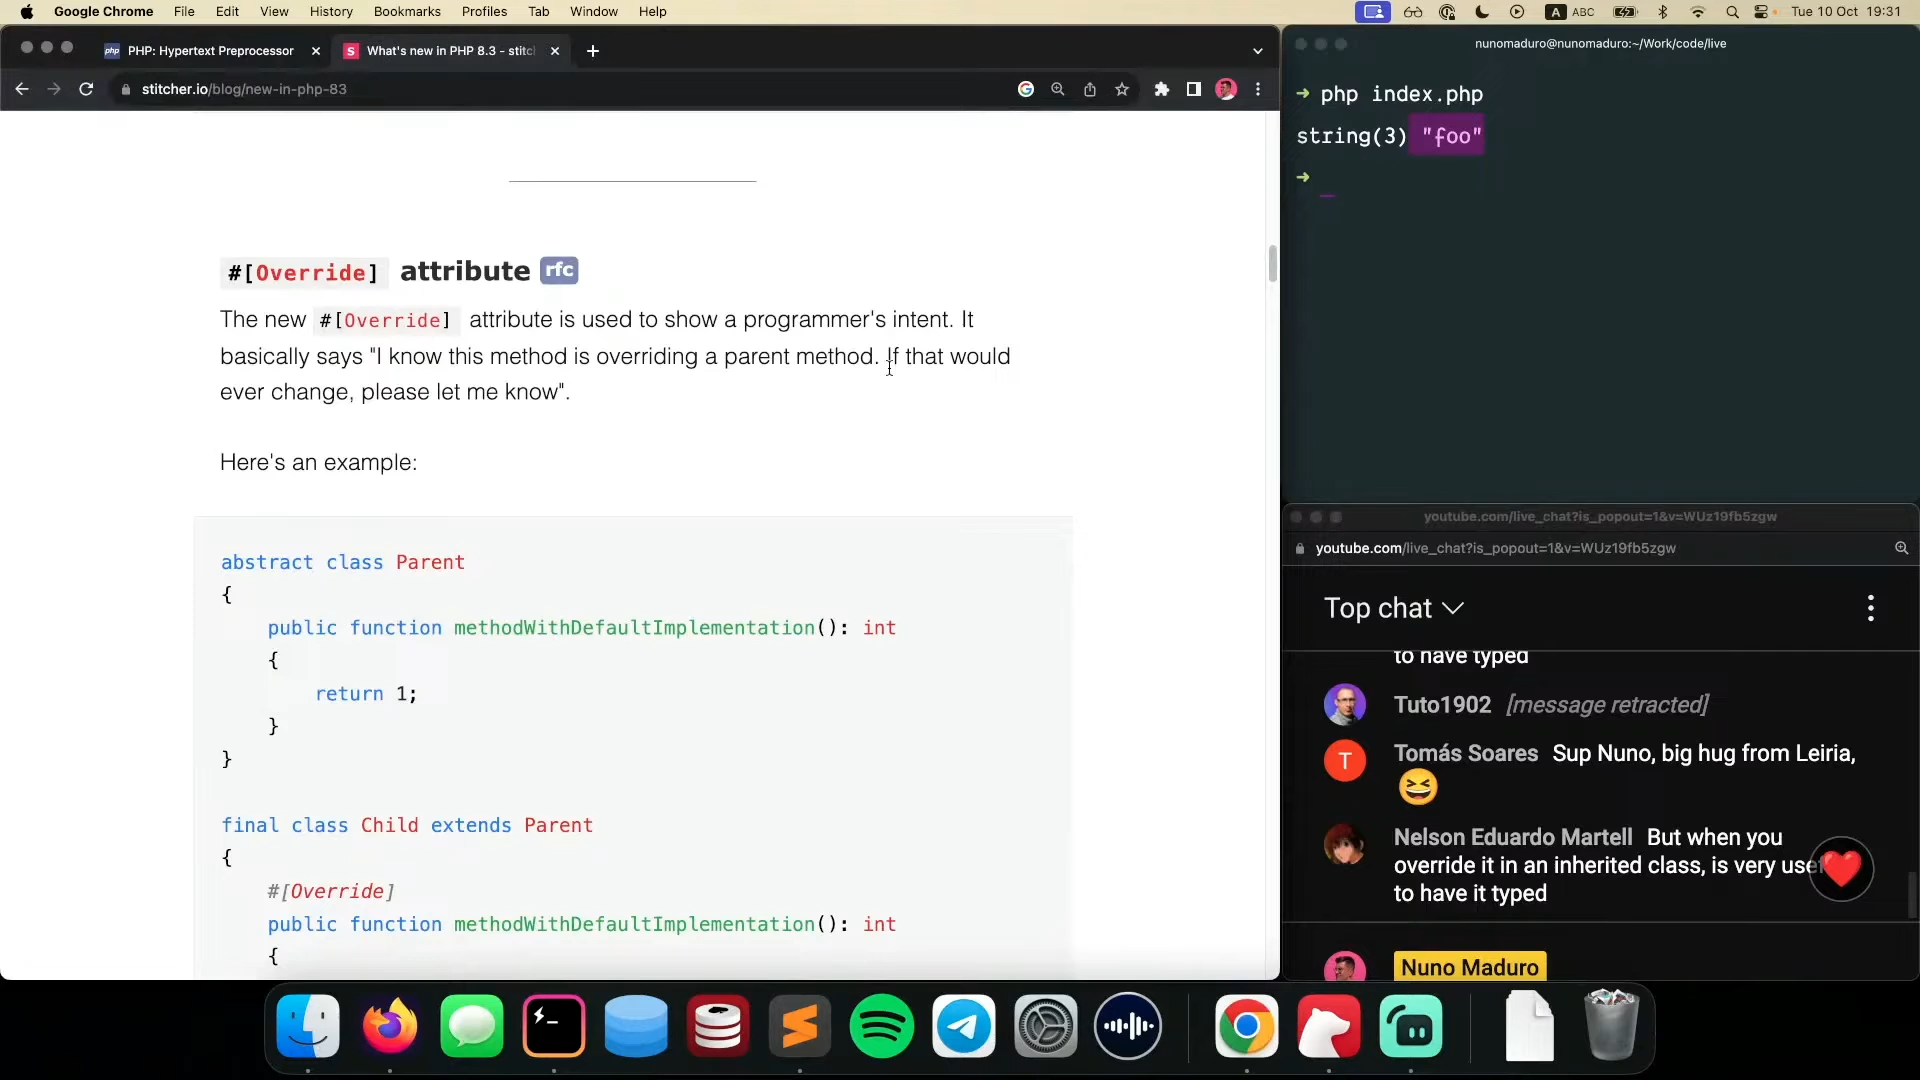 Google Chrome File Edit View History Bookmarks Profiles Tab Window Help
A ABC Tue 10 Oct 19:31
php PHP: Hypertext Preprocessor
S What's new in PHP 8.3 - stitc
stitcher.io/blog/new-in-php-83
#[Override] attribute rfc
The new #[Override] attribute is used to show a programmer's intent. It
basically says "I know this method is overriding a parent method. If that would
ever change, please let me know".
Here's an example:
abstract class Parent
{
public function methodWithDefaultImplementation(): int
{
return 1;
}
}
final class Child extends Parent
{
#[Override]
public function methodWithDefaultImplementation(): int
{
nunomaduro@nunomaduro:~/Work/code/live
➜ php index.php
string(3) "foo"
➜ _
youtube.com/live_chat?is_popout=1&v=WUz19fb5zgw
youtube.com/live_chat?is_popout=1&v=WUz19fb5zgw
Top chat
to have typed
Tuto1902 [message retracted]
T Tomás Soares Sup Nuno, big hug from Leiria,
Nelson Eduardo Martell But when you
override it in an inherited class, is very
to have it typed
Nuno Maduro